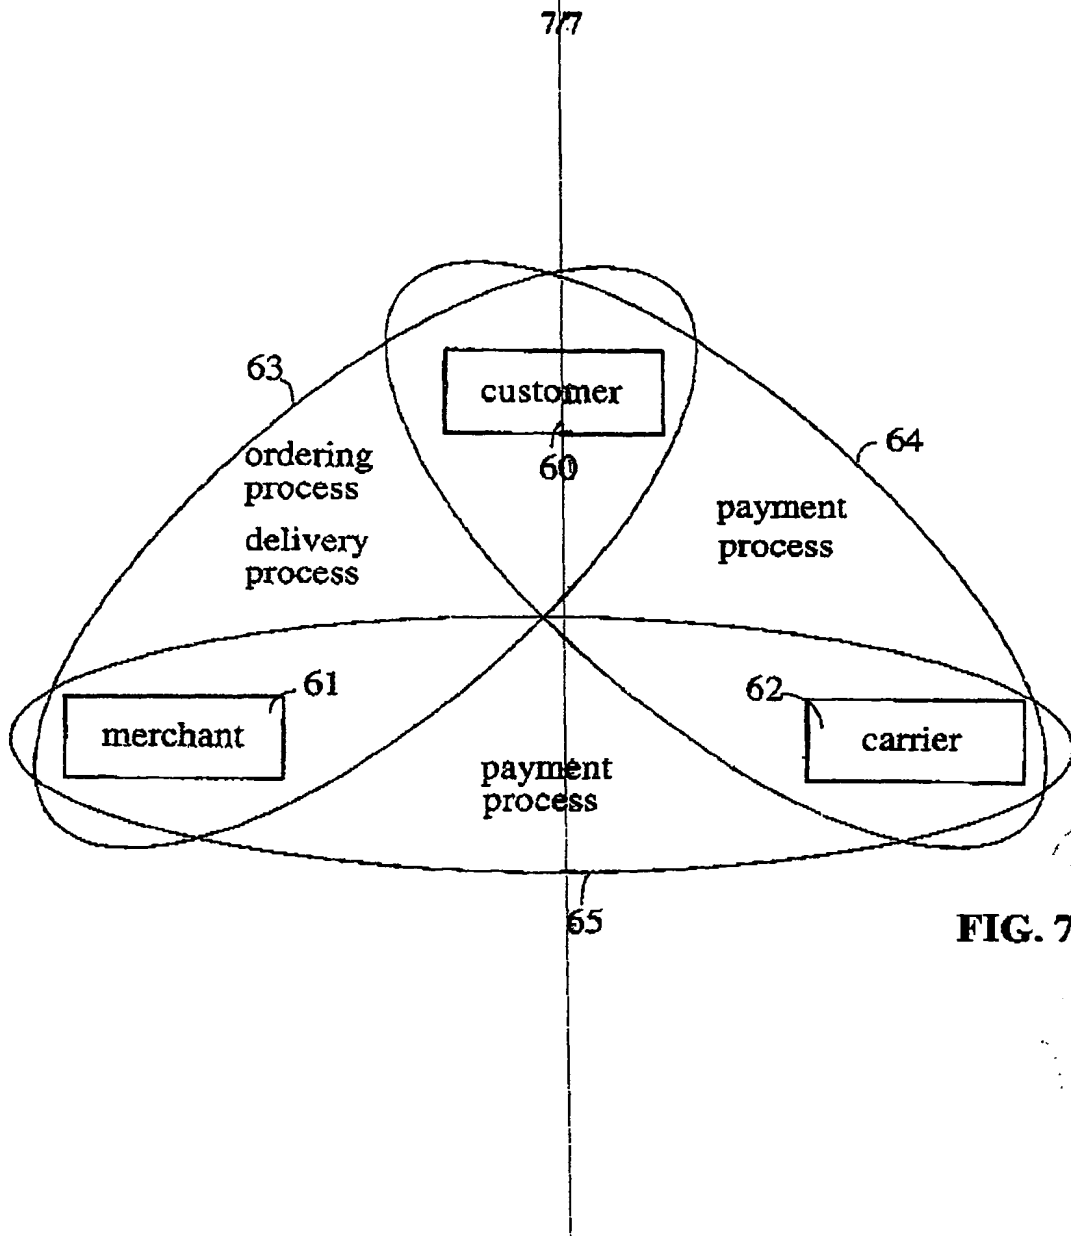 7/7
63
customer
60
64
ordering
process
delivery
process
payment
process
61
merchant
62
carrier
payment
process
65
FIG. 7